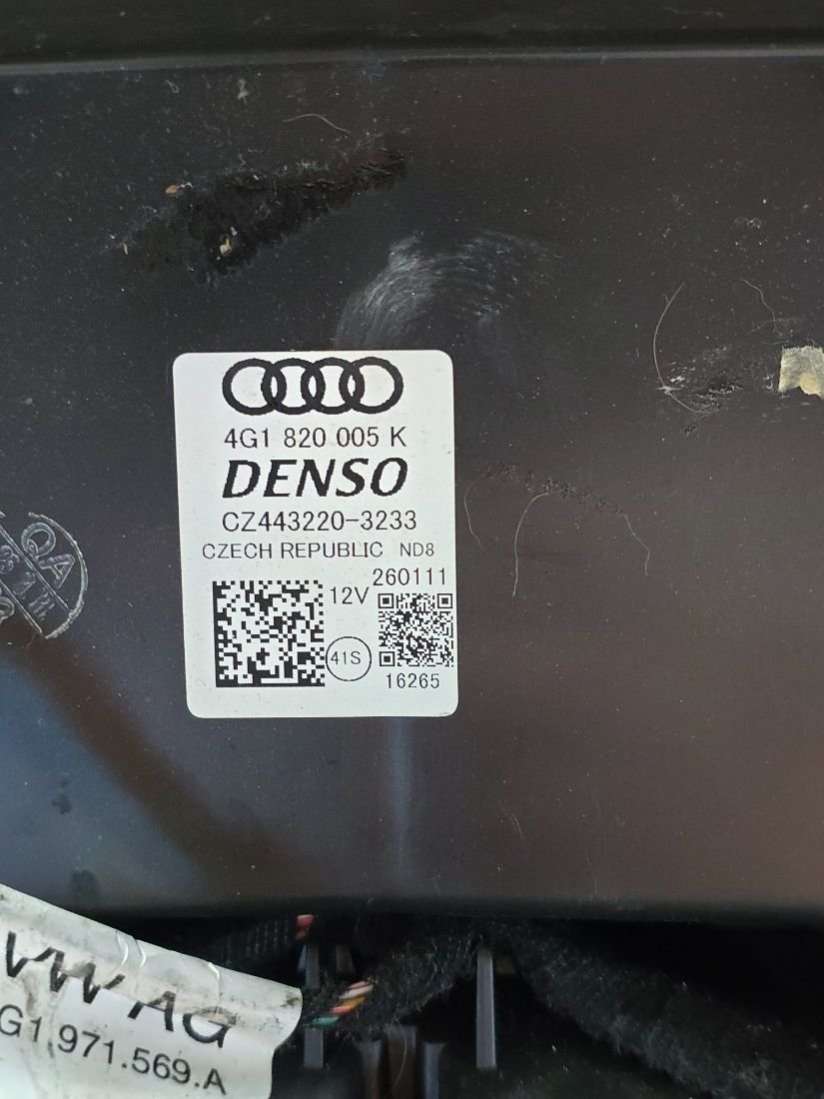 4G1 820 005 K
DENSO
CZ443220-3233
CZECH REPUBLIC ND8
260111
12V
41S
16265
VW AG
G1.971.569.A